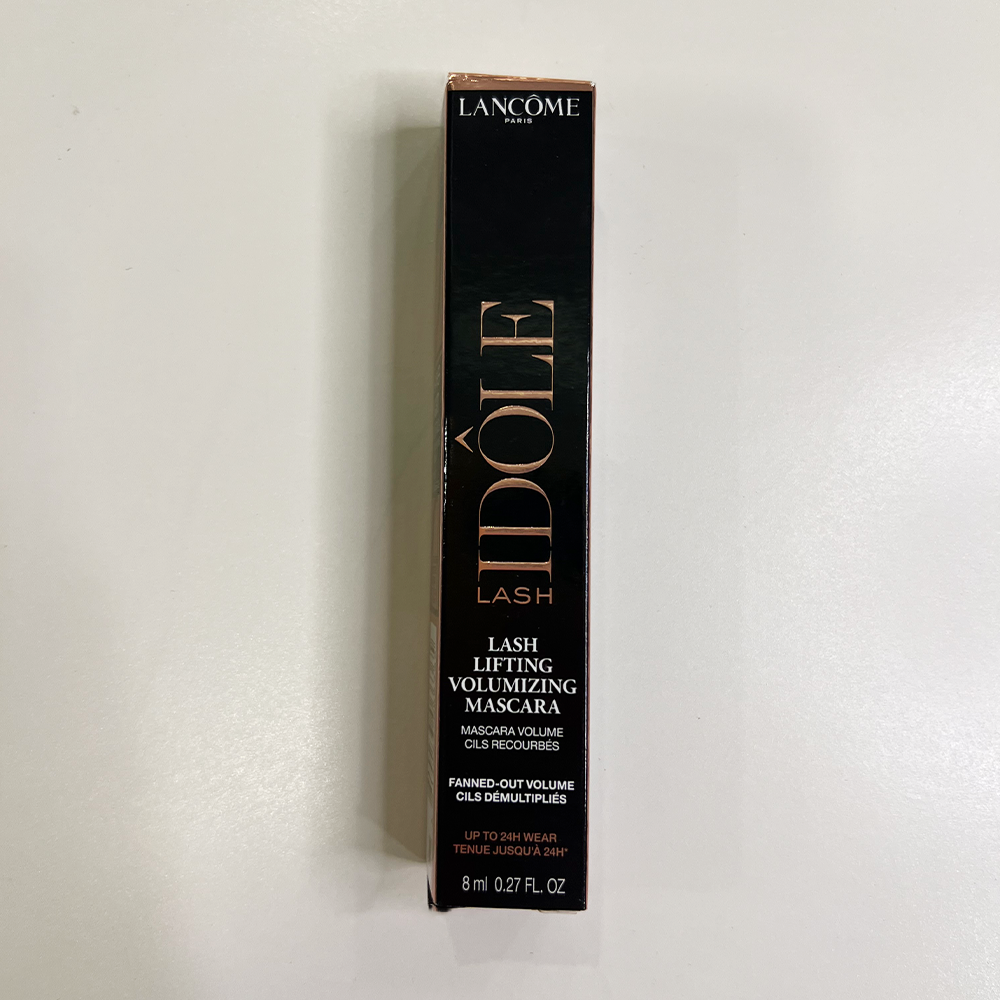 LANCÔME
PARIS
IDÔLE
LASH
LASH
LIFTING
VOLUMIZING
MASCARA
MASCARA VOLUME
CILS RECOURBÉS
FANNED-OUT VOLUME
CILS DÉMULTIPLIÉS
UP TO 24H WEAR
TENUE JUSQU'À 24H*
8 ml 0.27 FL. OZ